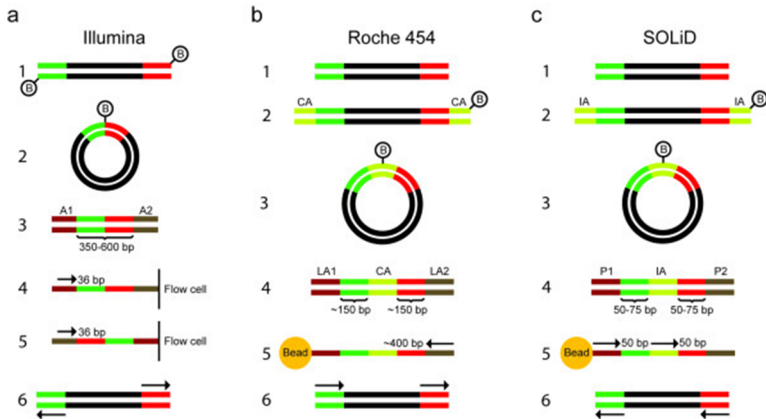 a
Illumina
1
B
B
2
B
3
A1 A2
350-600 bp
4
36 bp
Flow cell
5
36 bp
Flow cell
6
b
Roche 454
1
2
CA CA B
3
B
4
LA1 CA LA2
~150 bp ~150 bp
5
Bead
~400 bp
6
c
SOLiD
1
2
IA IA B
3
B
4
P1 IA P2
50-75 bp 50-75 bp
5
Bead
50 bp 50 bp
6